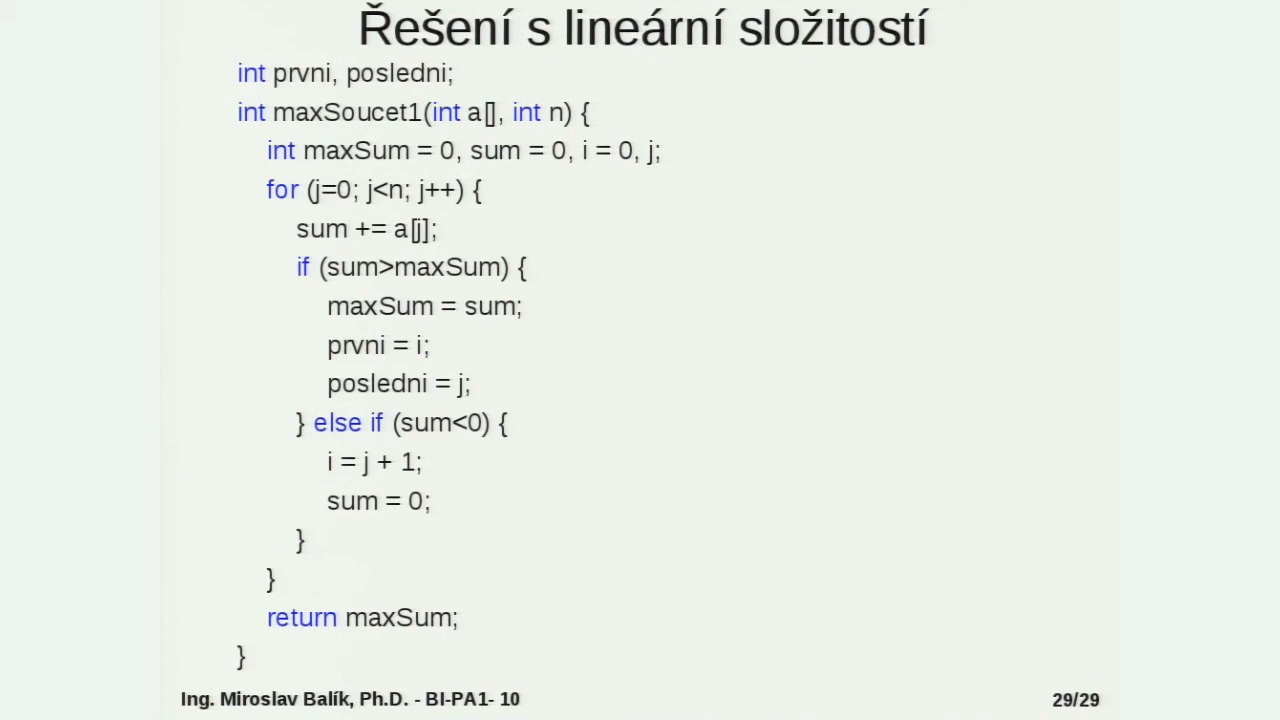 Řešení s lineární složitostí
int prvni, posledni;
int maxSoucet1(int a[], int n) {
int maxSum = 0, sum = 0, i = 0, j;
for (j=0; j<n; j++) {
sum += a[j];
if (sum>maxSum) {
maxSum = sum;
prvni = i;
posledni = j;
} else if (sum<0) {
i = j + 1;
sum = 0;
}
}
return maxSum;
}
Ing. Miroslav Balík, Ph.D. - BI-PA1- 10
29/29